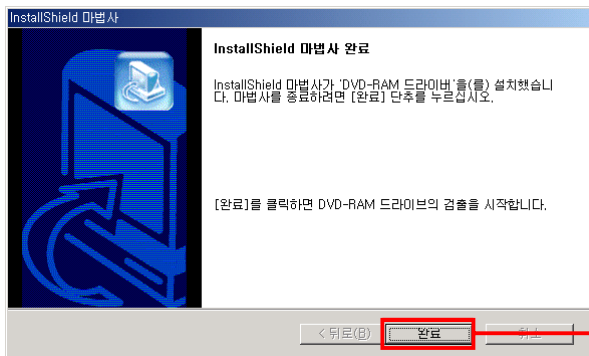 InstallShield 마법사
InstallShield 마법사 완료
InstallShield 마법사가 'DVD-RAM 드라이버'을(를) 설치했습니
다. 마법사를 종료하려면 [완료] 단추를 누르십시오.
[완료]를 클릭하면 DVD-RAM 드라이브의 검출을 시작합니다.
< 뒤로(B) 완료 취소